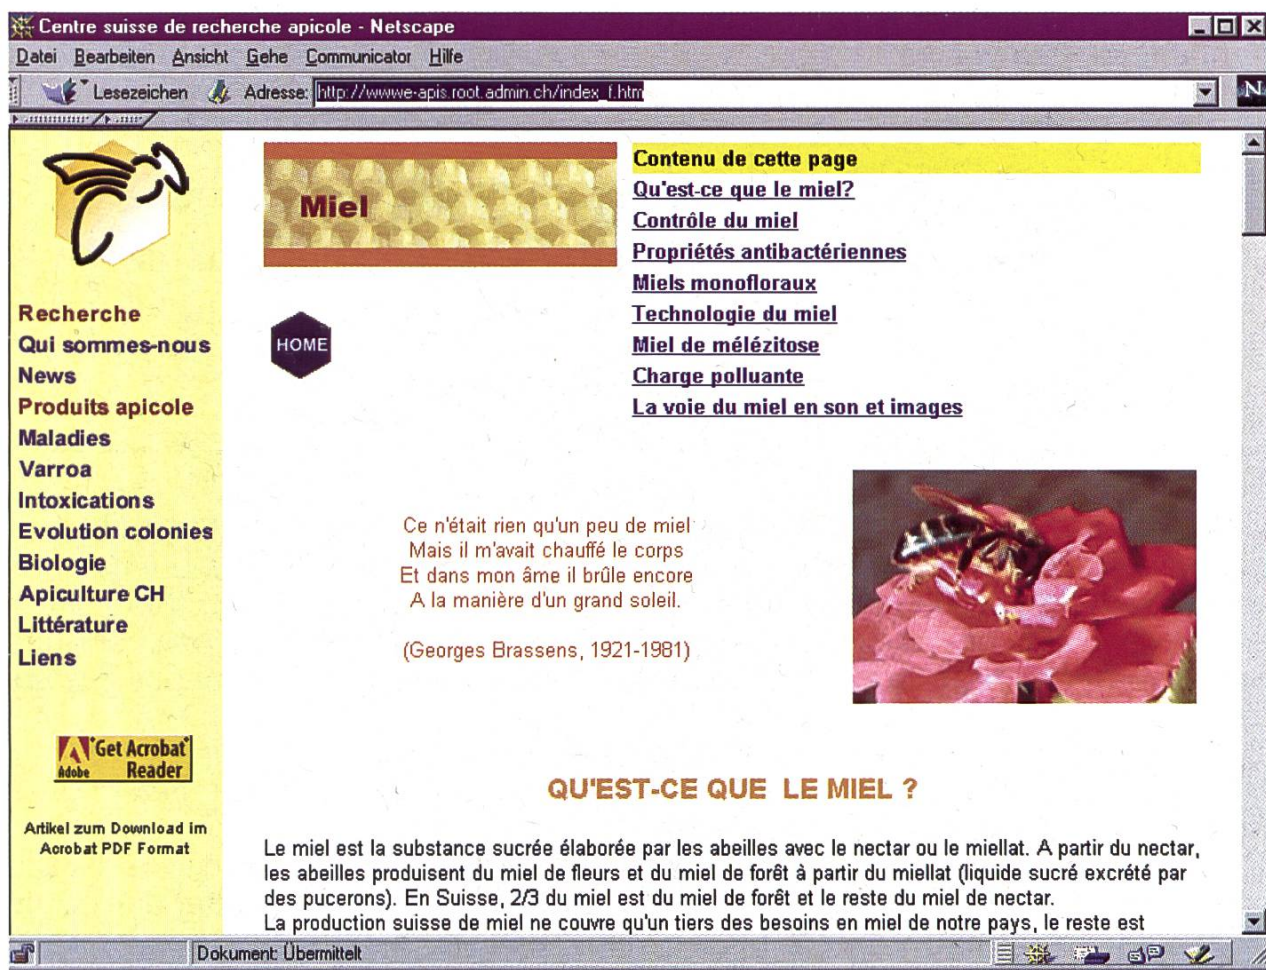 Centre suisse de recherche apicole - Netscape
Datei Bearbeiten Ansicht Gehe Communicator Hilfe
Lesezeichen Adresse: http://wwwe-apis.root.admin.ch/index_f.htm
N
Miel
HOME
Contenu de cette page
Qu'est-ce que le miel?
Contrôle du miel
Propriétés antibactériennes
Miels monofloraux
Technologie du miel
Miel de mélézitose
Charge polluante
La voie du miel en son et images
Recherche
Qui sommes-nous
News
Produits apicole
Maladies
Varroa
Intoxications
Evolution colonies
Biologie
Apiculture CH
Littérature
Liens
Get Acrobat
Adobe Reader
Artikel zum Download im
Acrobat PDF Format
Ce n'était rien qu'un peu de miel
Mais il m'avait chauffé le corps
Et dans mon âme il brûle encore
A la manière d'un grand soleil.
(Georges Brassens, 1921-1981)
QU'EST-CE QUE LE MIEL ?
Le miel est la substance sucrée élaborée par les abeilles avec le nectar ou le miellat. A partir du nectar,
les abeilles produisent du miel de fleurs et du miel de forêt à partir du miellat (liquide sucré excrété par
des pucerons). En Suisse, 2/3 du miel est du miel de forêt et le reste du miel de nectar.
La production suisse de miel ne couvre qu'un tiers des besoins en miel de notre pays, le reste est
Dokument: Übermittelt